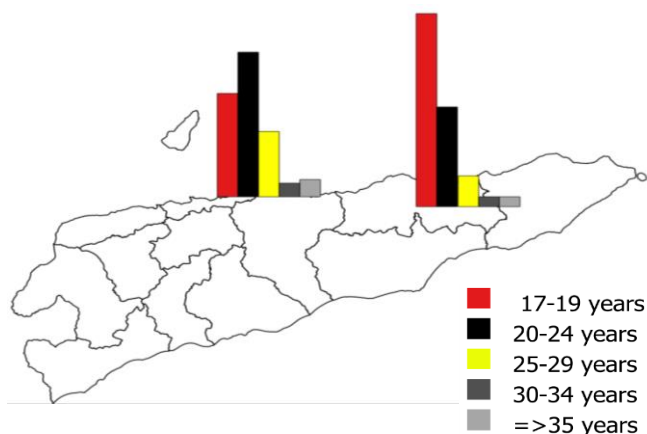 17-19 years
20-24 years
25-29 years
30-34 years
=>35 years